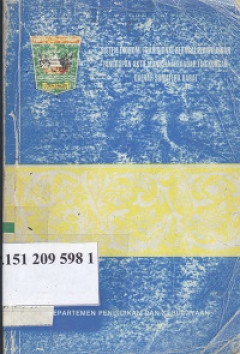 SISTEM EKONOMI TRADISIONAL SEBAGAI PERWUJUDAN
TANGGAPAN AKTIF MANUSIA TERHADAP LINGKUNGAN
DAERAH SUMATERA BARAT
.151 209 598 1
DEPARTEMEN PENDIDIKAN DAN KEBUDAYAAN